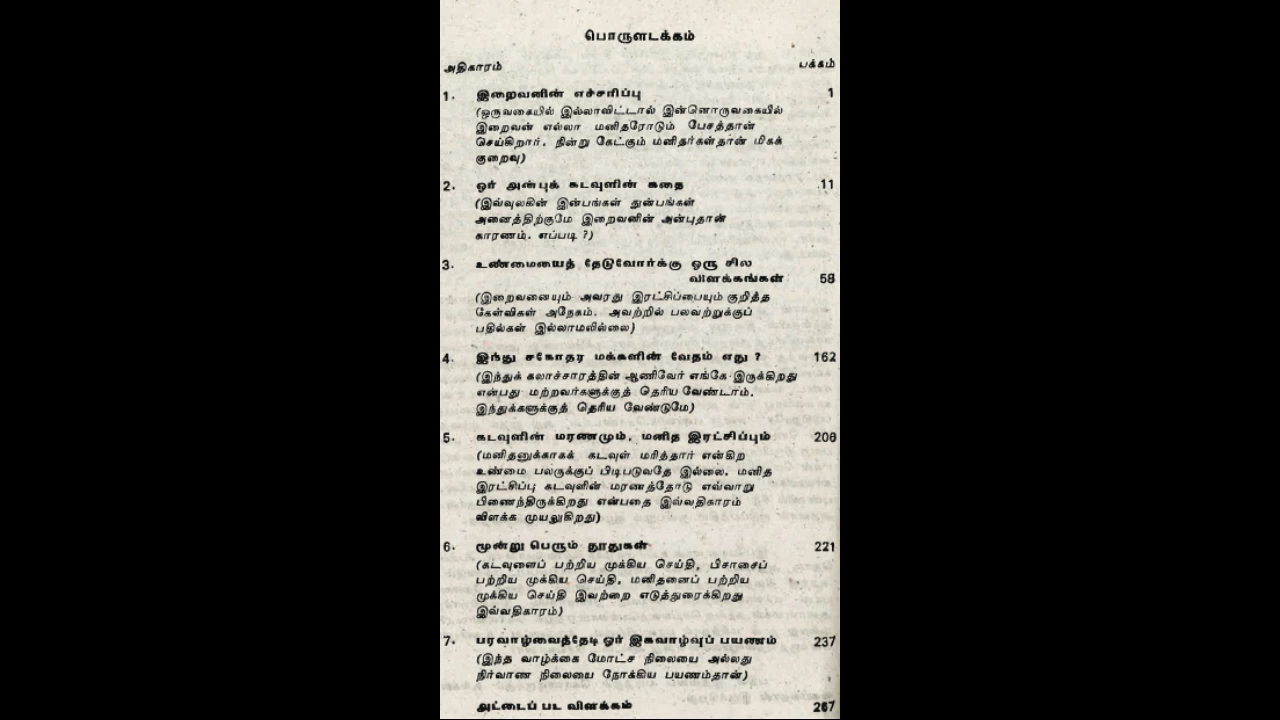 பொருளடக்கம்
அதிகாரம் பக்கம்
1. இறைவனின் எச்சரிப்பு 1
(ஒருவகையில் இல்லாவிட்டால் இன்னொருவகையில்
இறைவன் எல்லா மனிதரோடும் பேசத்தான்
செய்கிறார். நின்று கேட்கும் மனிதர்கள்தான் மிகக்
குறைவு)
2. ஓர் அன்புக் கடவுளின் கதை 11
(இவ்வுலகின் இன்பங்கள் துன்பங்கள்
அனைத்திற்குமே இறைவனின் அன்புதான்
காரணம். எப்படி ?)
3. உண்மையைத் தேடுவோர்க்கு ஒரு சில
விளக்கங்கள் 58
(இறைவனையும் அவரது இரட்சிப்பையும் குறித்த
கேள்விகள் அநேகம். அவற்றில் பலவற்றுக்குப்
பதில்கள் இல்லாமலில்லை)
4. இந்து சகோதர மக்களின் வேதம் எது ? 162
(இந்துக் கலாச்சாரத்தின் ஆணிவேர் எங்கே இருக்கிறது
என்பது மற்றவர்களுக்குத் தெரிய வேண்டாம்.
இந்துக்களுக்குத் தெரிய வேண்டுமே)
5. கடவுளின் மரணமும், மனித இரட்சிப்பும் 206
(மனிதனுக்காகக் கடவுள் மரித்தார் என்கிற
உண்மை பலருக்குப் பிடிபடுவதே இல்லை. மனித
இரட்சிப்பு கடவுளின் மரணத்தோடு எவ்வாறு
பிணைந்திருக்கிறது என்பதை இவ்வதிகாரம்
விளக்க முயலுகிறது)
6. மூன்று பெரும் தூதுகள் 221
(கடவுளைப் பற்றிய முக்கிய செய்தி, பிசாசைப்
பற்றிய முக்கிய செய்தி, மனிதனைப் பற்றிய
முக்கிய செய்தி இவற்றை எடுத்துரைக்கிறது
இவ்வதிகாரம்)
7. பரவாழ்வைத்தேடி ஓர் இகவாழ்வுப் பயணம் 237
(இந்த வாழ்க்கை மோட்ச நிலையை அல்லது
நிர்வாண நிலையை நோக்கிய பயணம்தான்)
அட்டைப் பட விளக்கம் 267